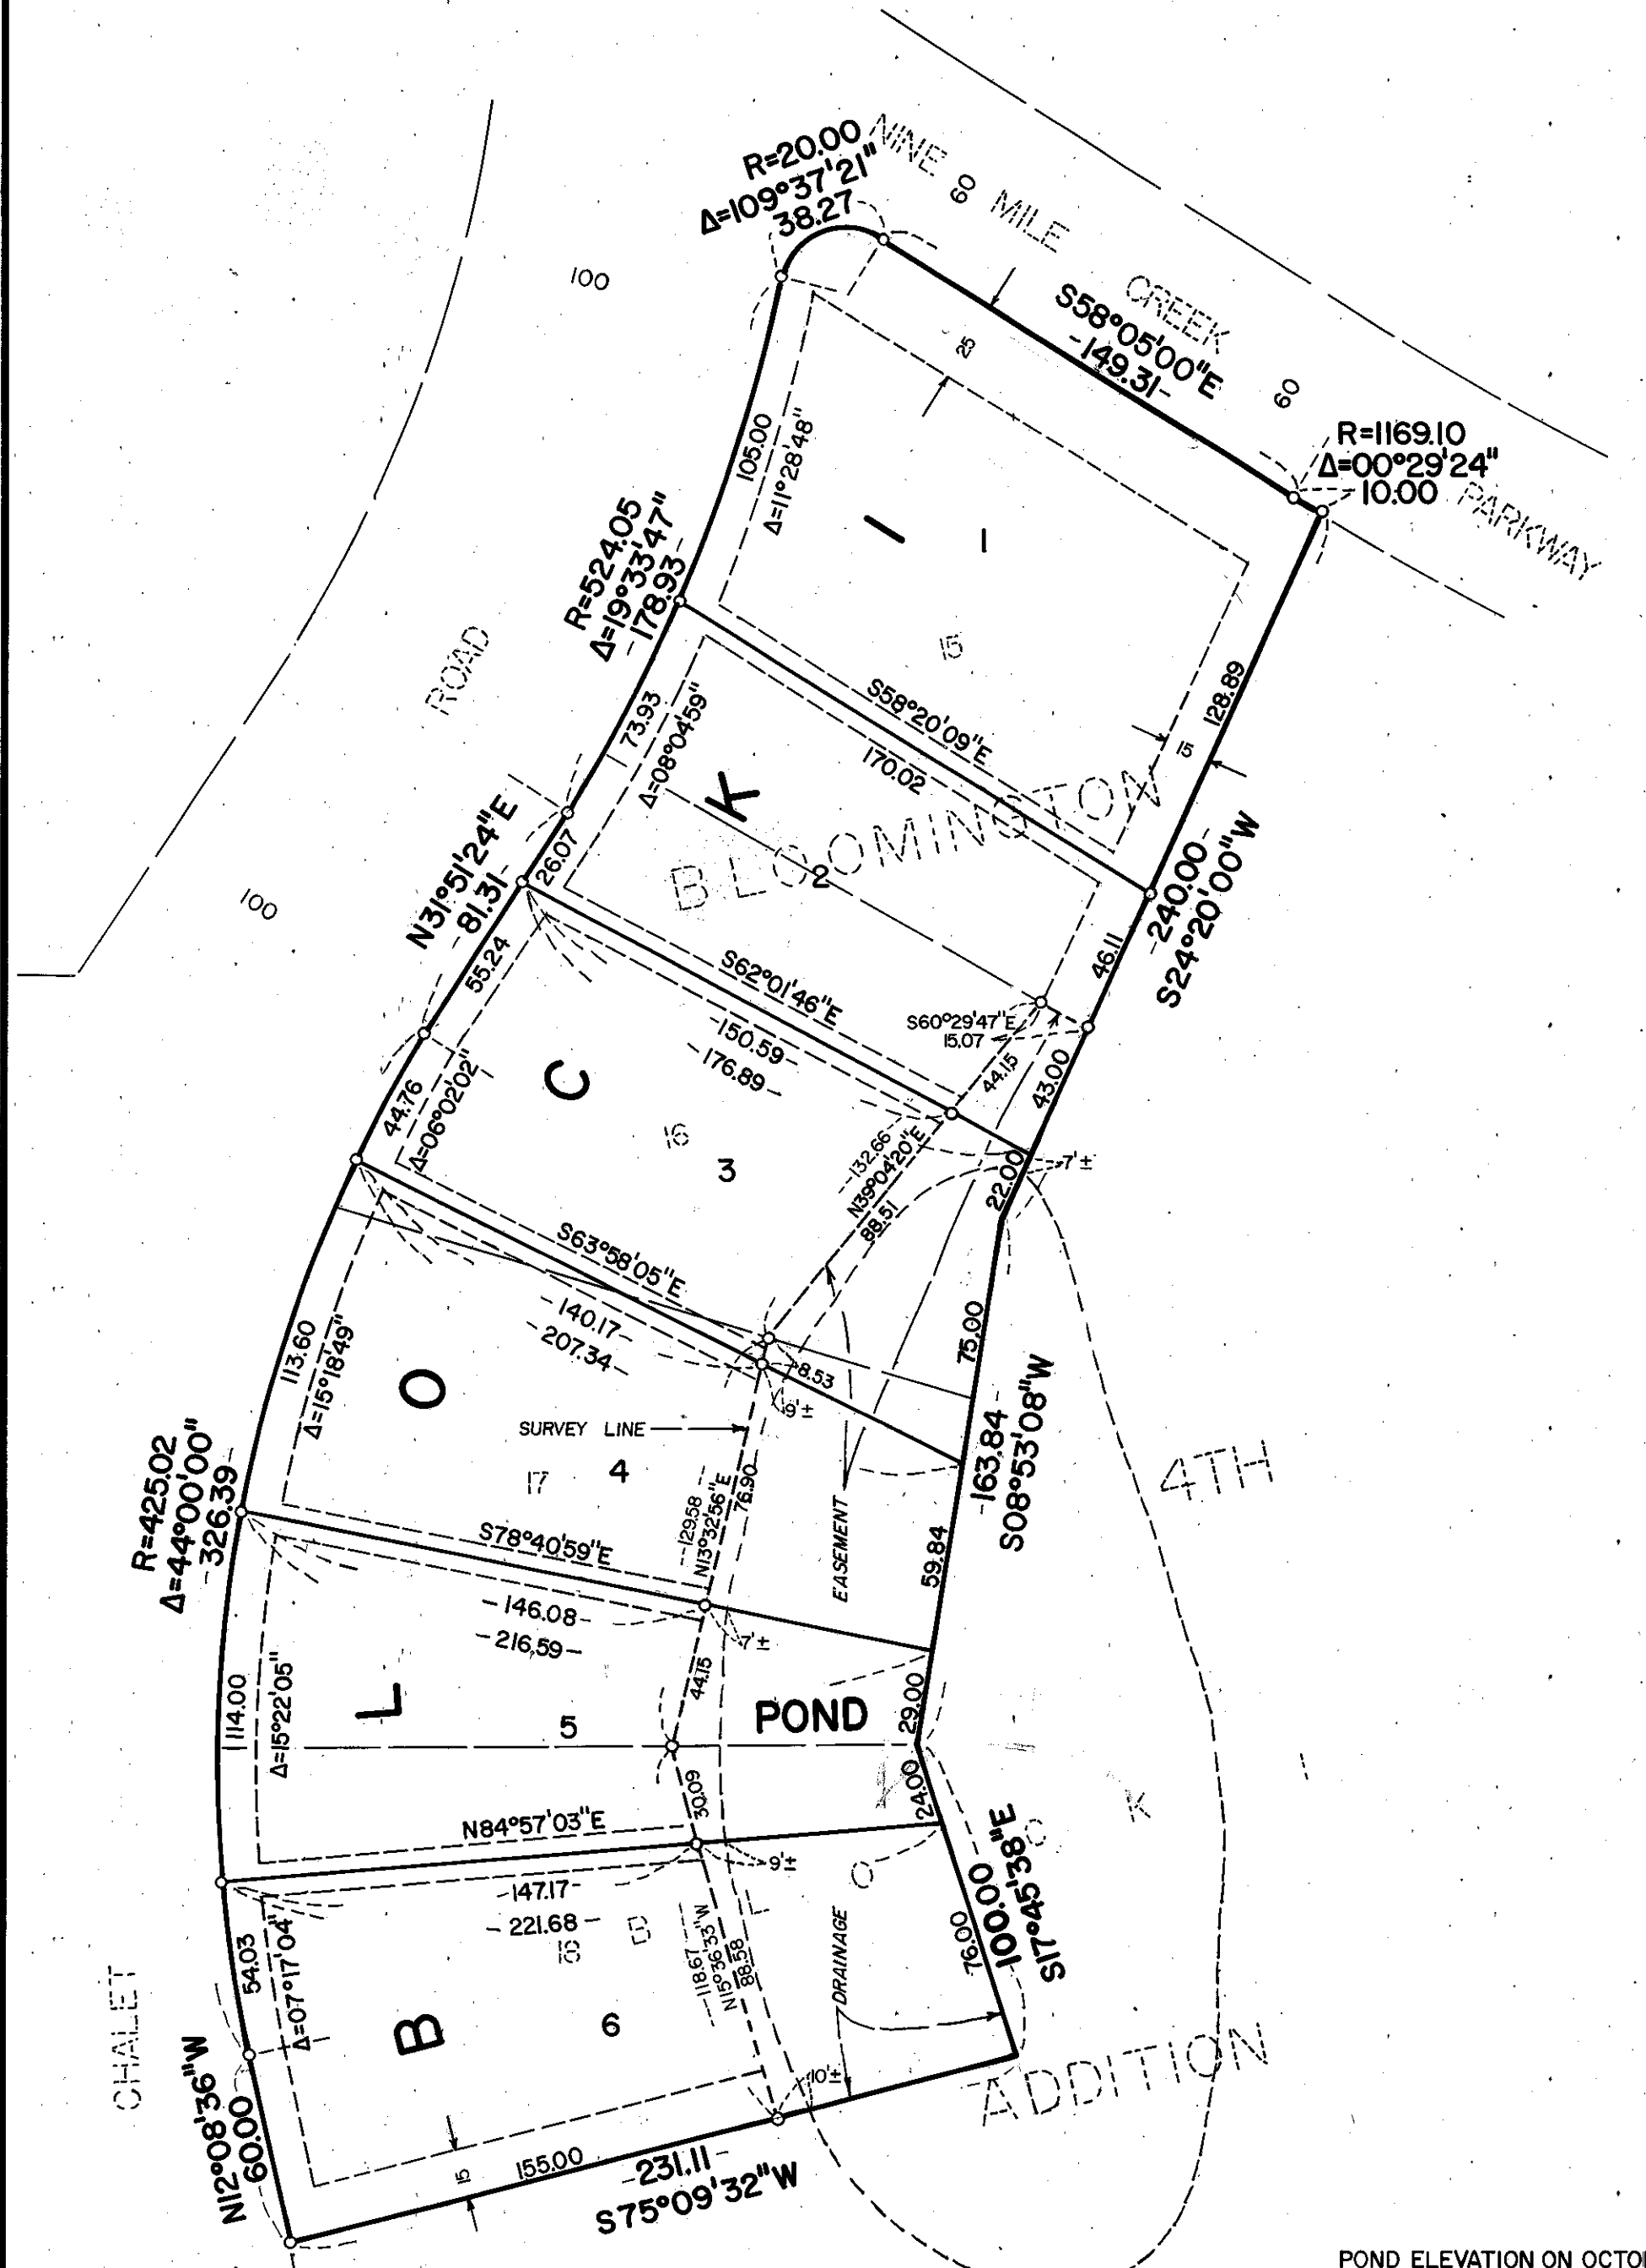 R=20.00
Δ=109°37'21"
38.27
NINE MILE CREEK PARKWAY
60
60
100
S58°05'00"E
-149.31-
25
R=1169.10
Δ=00°29'24"
10.00
105.00
Δ=11°28'48"
1
1
R=524.05
Δ=19°33'47"
-178.93-
ROAD
15
128.89
15
S58°20'09"E
170.02
73.93
Δ=08°04'59"
K
BLOOMINGTON
2
-240.00-
S24°20'00"W
N31°51'24"E
-81.31-
26.07
100
46.11
55.24
S62°01'46"E
-150.59-
-176.89-
S60°29'47"E
15.07
44.15
43.00
C
44.76
Δ=06°02'02"
16
3
-132.66-
N39°04'20"E
88.51
7'±
22.00
S63°58'05"E
-140.17-
-207.34-
8.53
9'±
75.00
113.60
Δ=15°18'49"
O
SURVEY LINE
17
4
-163.84-
S08°53'08"W
4TH
R=425.02
Δ=44°00'00"
-326.39-
-129.58-
N13°32'56"E
76.90
EASEMENT
59.84
S78°40'59"E
-146.08-
-216.59-
7'±
44.15
114.00
Δ=15°22'05"
L
5
POND
29.00
24.00
30.09
N84°57'03"E
-147.17-
-221.68-
9'±
BLOCK
18
100.00
S17°45'38"E
76.00
54.03
Δ=07°17'04"
-118.67-
N15°36'33"W
88.58
DRAINAGE
CHALET
B
6
ADDITION
N12°08'36"W
60.00
10'±
15
155.00
-231.11-
S75°09'32"W
POND ELEVATION ON OCTO